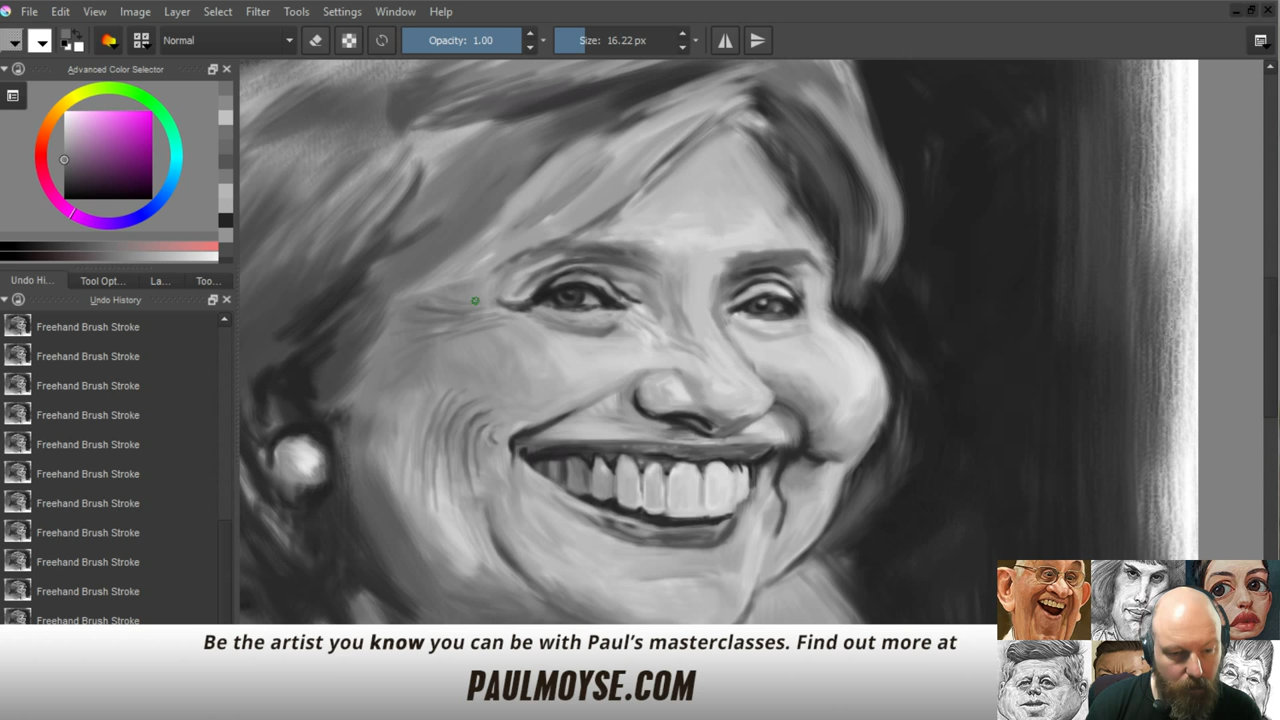 File Edit View Image Layer Select Filter Tools Settings Window Help
Normal Opacity: 1.00 Size: 16.22 px
Advanced Color Selector
Undo Hi... Tool Opt... La... Too...
Undo History
Freehand Brush Stroke
Freehand Brush Stroke
Freehand Brush Stroke
Freehand Brush Stroke
Freehand Brush Stroke
Freehand Brush Stroke
Freehand Brush Stroke
Freehand Brush Stroke
Freehand Brush Stroke
Freehand Brush Stroke
Freehand Brush Stroke
Be the artist you know you can be with Paul's masterclasses. Find out more at
PAULMOYSE.COM